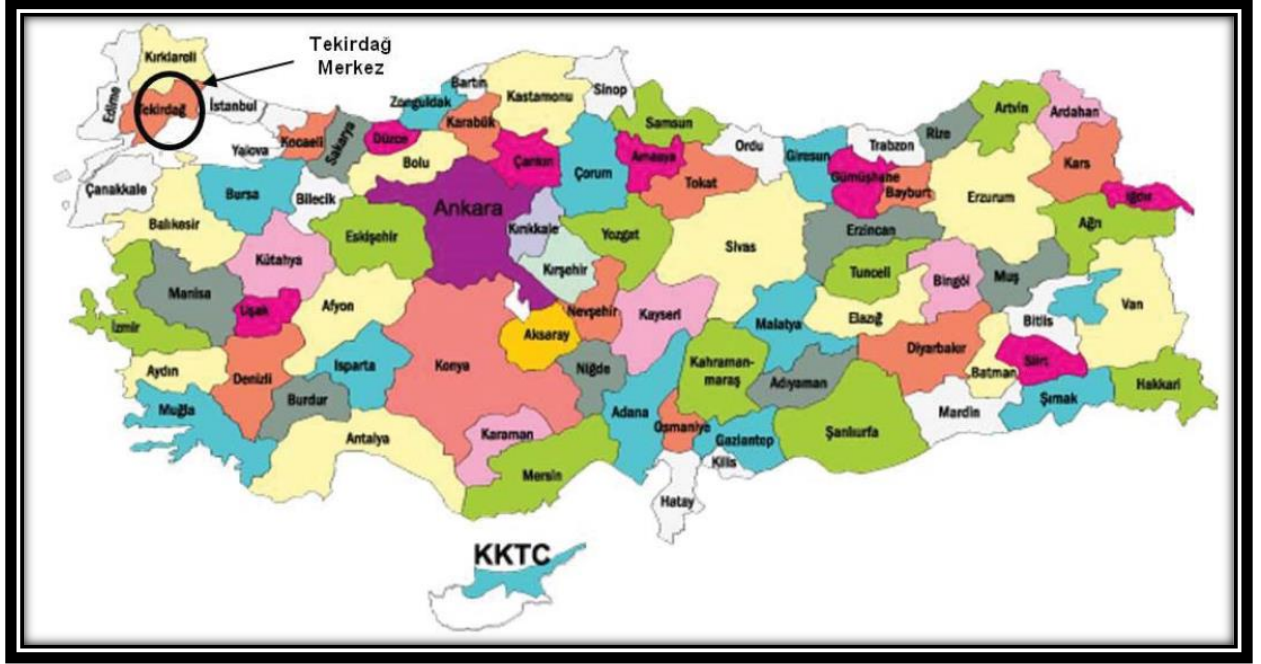 Tekirdağ
Merkez
Kırklareli
Edirne
Tekirdağ
İstanbul
Yalova
Kocaeli
Sakarya
Düzce
Zonguldak
Bartın
Karabük
Kastamonu
Sinop
Samsun
Bolu
Çankırı
Çorum
Amasya
Tokat
Ordu
Giresun
Gümüşhane
Trabzon
Bayburt
Rize
Artvin
Ardahan
Kars
Iğdır
Ağrı
Erzurum
Erzincan
Çanakkale
Balıkesir
Bursa
Bilecik
Eskişehir
Ankara
Kırıkkale
Kırşehir
Yozgat
Sivas
Tunceli
Bingöl
Muş
Bitlis
Van
Kütahya
Manisa
Uşak
Afyon
İzmir
Aydın
Denizli
Isparta
Burdur
Muğla
Antalya
Konya
Aksaray
Nevşehir
Niğde
Kayseri
Malatya
Elazığ
Diyarbakır
Batman
Siirt
Şırnak
Hakkari
Mardin
Kahraman-
maraş
Adıyaman
Şanlıurfa
Adana
Osmaniye
Gaziantep
Kilis
Hatay
Karaman
Mersin
KKTC